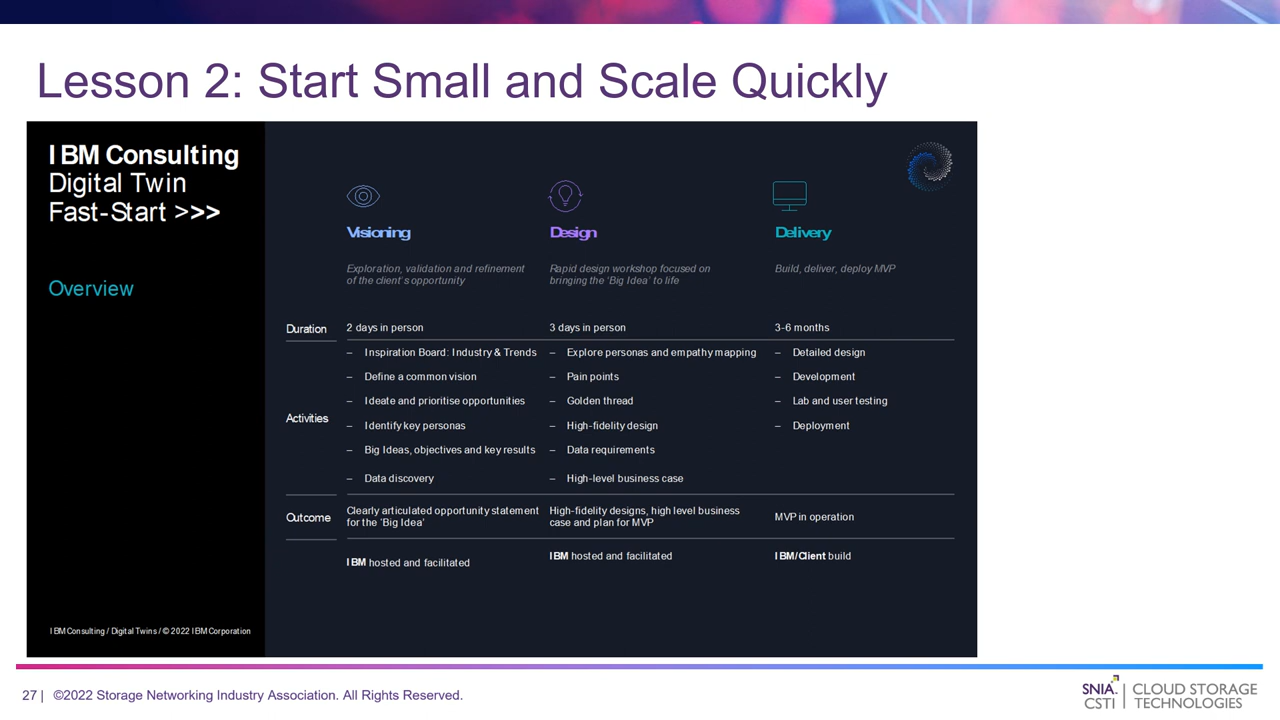 Lesson 2: Start Small and Scale Quickly
IBM Consulting
Digital Twin
Fast-Start >>>
Overview
Visioning
Design
Delivery
Exploration, validation and refinement
of the client's opportunity
Rapid design workshop focused on
bringing the 'Big Idea' to life
Build, deliver, deploy MVP
Duration
2 days in person
3 days in person
3-6 months
Activities
– Inspiration Board: Industry & Trends
– Define a common vision
– Ideate and prioritise opportunities
– Identify key personas
– Big Ideas, objectives and key results
– Data discovery
– Explore personas and empathy mapping
– Pain points
– Golden thread
– High-fidelity design
– Data requirements
– High-level business case
– Detailed design
– Development
– Lab and user testing
– Deployment
Outcome
Clearly articulated opportunity statement
for the 'Big Idea'
High-fidelity designs, high level business
case and plan for MVP
MVP in operation
IBM hosted and facilitated
IBM hosted and facilitated
IBM/Client build
IBM Consulting / Digital Twins / © 2022 IBM Corporation
27 | ©2022 Storage Networking Industry Association. All Rights Reserved.
SNIA.
CSTI
CLOUD STORAGE
TECHNOLOGIES